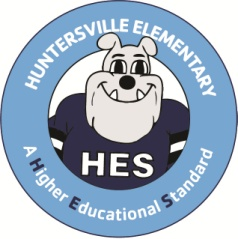 HUNTERSVILLE ELEMENTARY
HES
A Higher Educational Standard